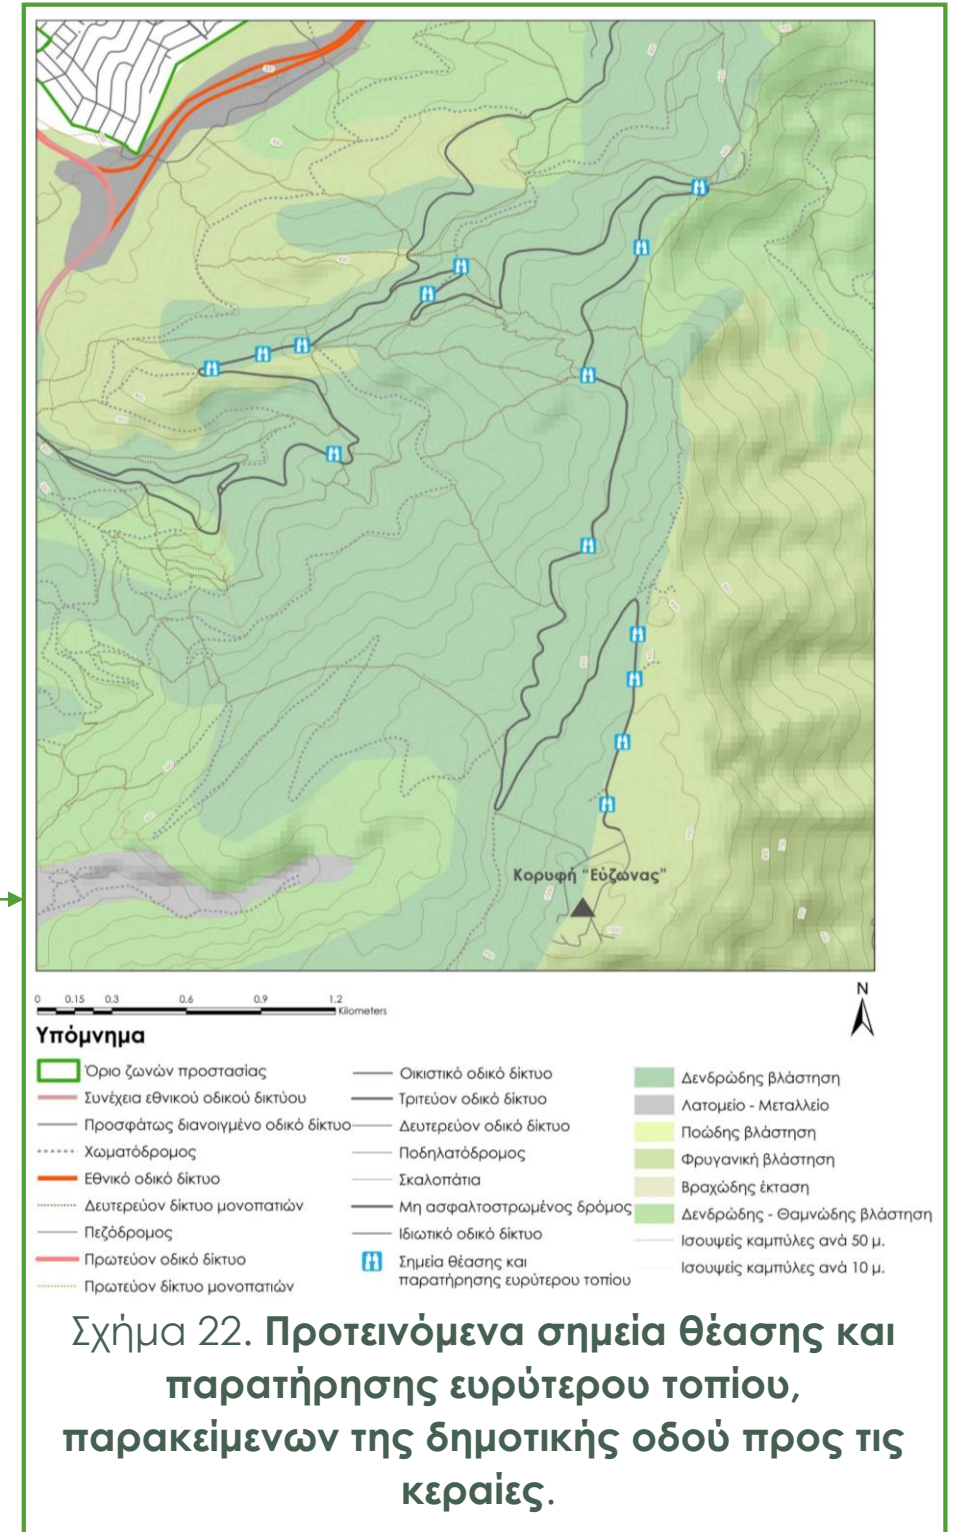 Κορυφή "Εύζωνας"
0 0.15 0.3 0.6 0.9 1.2
Kilometers
N
Υπόμνημα
Όριο ζωνών προστασίας
Συνέχεια εθνικού οδικού δικτύου
Προσφάτως διανοιγμένο οδικό δίκτυο
Χωματόδρομος
Εθνικό οδικό δίκτυο
Δευτερεύον δίκτυο μονοπατιών
Πεζόδρομος
Πρωτεύον οδικό δίκτυο
Πρωτεύον δίκτυο μονοπατιών
Οικιστικό οδικό δίκτυο
Τριτεύον οδικό δίκτυο
Δευτερεύον οδικό δίκτυο
Ποδηλατόδρομος
Σκαλοπάτια
Μη ασφαλτοστρωμένος δρόμος
Ιδιωτικό οδικό δίκτυο
Σημεία θέασης και
παρατήρησης ευρύτερου τοπίου
Δενδρώδης βλάστηση
Λατομείο - Μεταλλείο
Ποώδης βλάστηση
Φρυγανική βλάστηση
Βραχώδης έκταση
Δενδρώδης - Θαμνώδης βλάστηση
Ισουψείς καμπύλες ανά 50 μ.
Ισουψείς καμπύλες ανά 10 μ.
Σχήμα 22. Προτεινόμενα σημεία θέασης και
παρατήρησης ευρύτερου τοπίου,
παρακείμενων της δημοτικής οδού προς τις
κεραίες.